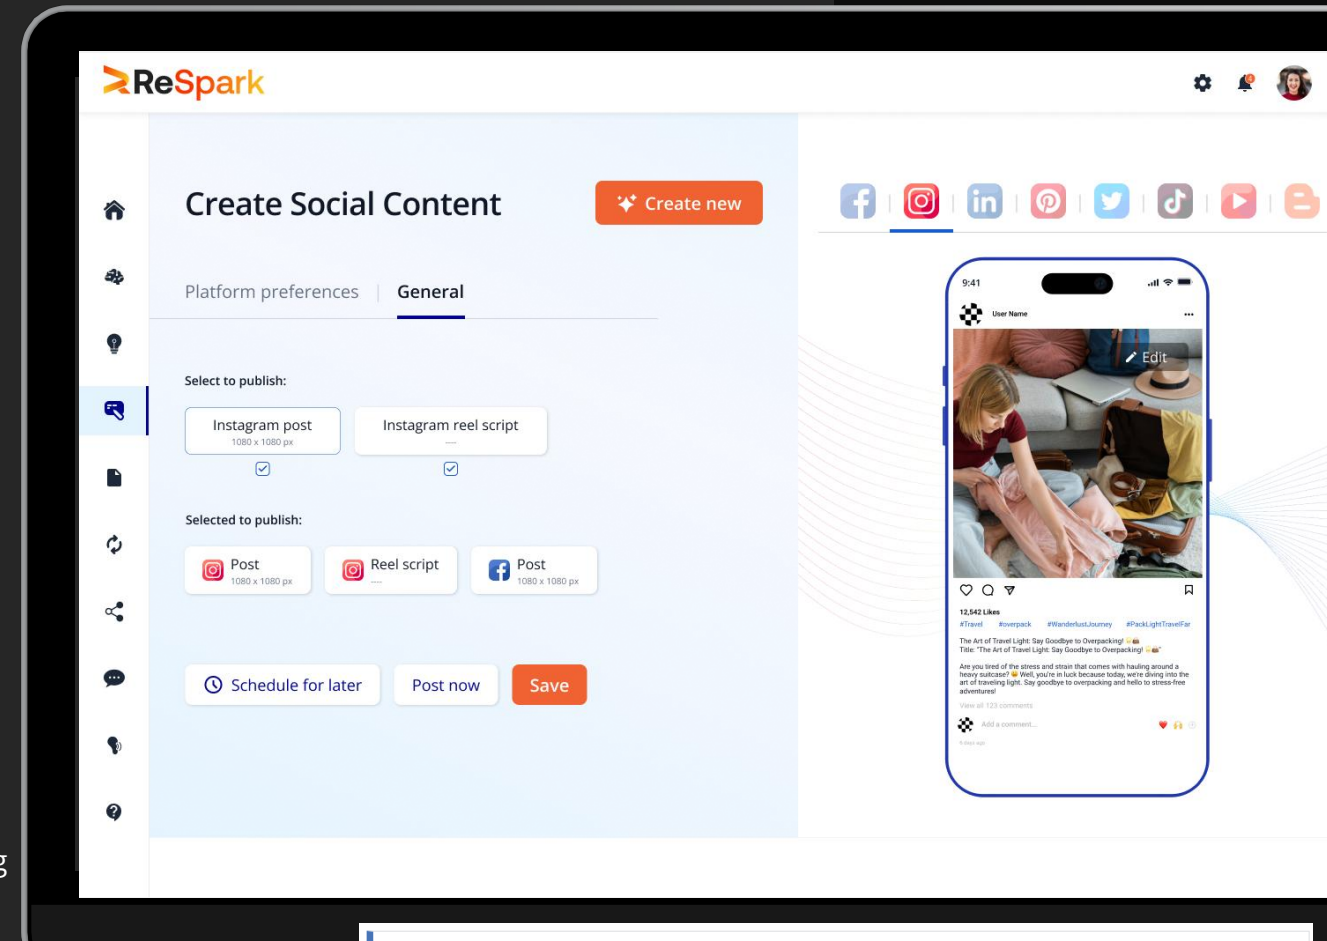 ReSpark
4
Create Social Content
Create new
Platform preferences | General
Select to publish:
Instagram post
1080 x 1080 px
Instagram reel script
----
Selected to publish:
Post
1080 x 1080 px
Reel script
----
Post
1080 x 1080 px
Schedule for later
Post now
Save
in
9:41
User Name
Edit
12,542 Likes
#Travel #overpack #WanderlustJourney #PackLightTravelFar
The Art of Travel Light: Say Goodbye to Overpacking!
Title: "The Art of Travel Light: Say Goodbye to Overpacking! "
Are you tired of the stress and strain that comes with hauling around a
heavy suitcase? Well, you're in luck because today, we're diving into the
art of traveling light. Say goodbye to overpacking and hello to stress-free
adventures!
View all 123 comments
Add a comment...
g